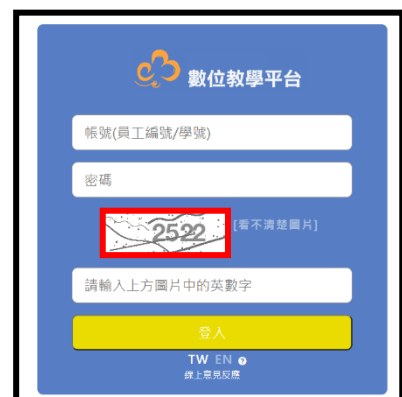 數位教學平台
帳號(員工編號/學號)
密碼
2522 [看不清楚圖片]
請輸入上方圖片中的英數字
登入
TW EN ?
線上意見反應